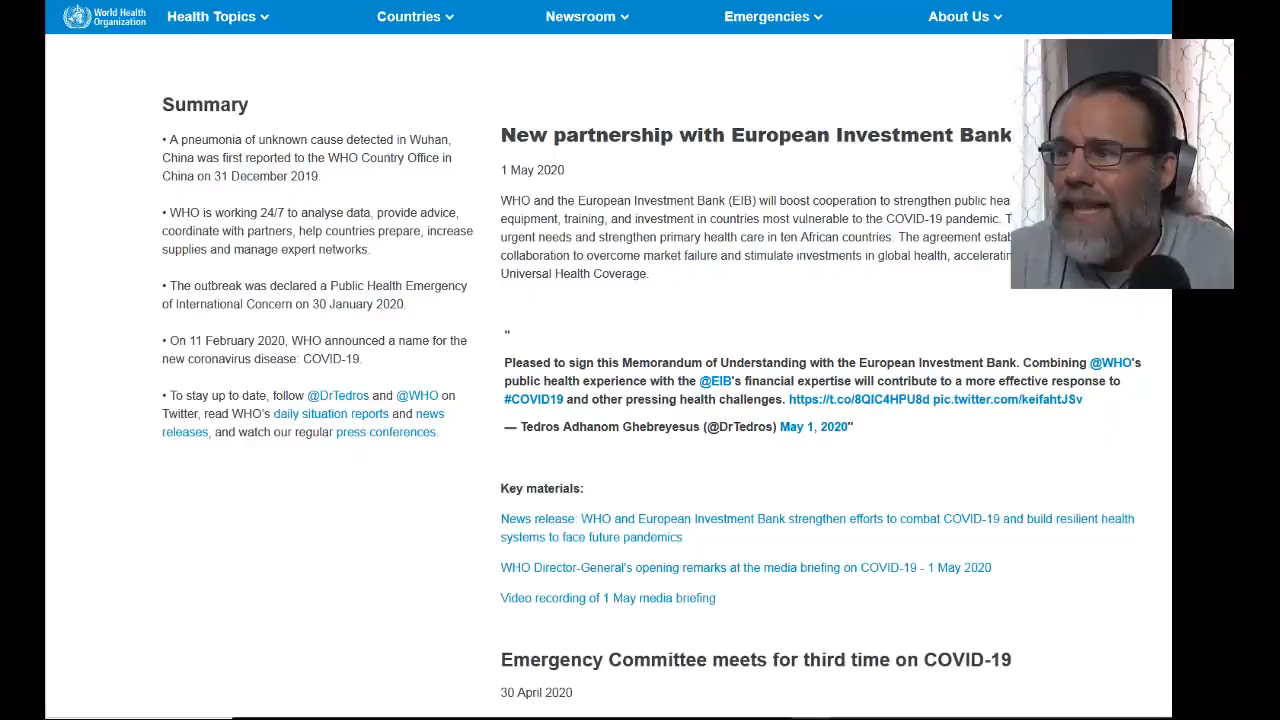 World Health
Organization
Health Topics
Countries
Newsroom
Emergencies
About Us
Summary
• A pneumonia of unknown cause detected in Wuhan,
China was first reported to the WHO Country Office in
China on 31 December 2019.
• WHO is working 24/7 to analyse data, provide advice,
coordinate with partners, help countries prepare, increase
supplies and manage expert networks.
• The outbreak was declared a Public Health Emergency
of International Concern on 30 January 2020.
• On 11 February 2020, WHO announced a name for the
new coronavirus disease: COVID-19.
• To stay up to date, follow @DrTedros and @WHO on
Twitter, read WHO's daily situation reports and news
releases, and watch our regular press conferences.
New partnership with European Investment Bank
1 May 2020
WHO and the European Investment Bank (EIB) will boost cooperation to strengthen public hea
equipment, training, and investment in countries most vulnerable to the COVID-19 pandemic. T
urgent needs and strengthen primary health care in ten African countries. The agreement estab
collaboration to overcome market failure and stimulate investments in global health, acceleratin
Universal Health Coverage.
"
Pleased to sign this Memorandum of Understanding with the European Investment Bank. Combining @WHO's
public health experience with the @EIB's financial expertise will contribute to a more effective response to
#COVID19 and other pressing health challenges. https://t.co/8QIC4HPU8d pic.twitter.com/keifahtJSv
— Tedros Adhanom Ghebreyesus (@DrTedros) May 1, 2020"
Key materials:
News release: WHO and European Investment Bank strengthen efforts to combat COVID-19 and build resilient health
systems to face future pandemics
WHO Director-General's opening remarks at the media briefing on COVID-19 - 1 May 2020
Video recording of 1 May media briefing
Emergency Committee meets for third time on COVID-19
30 April 2020